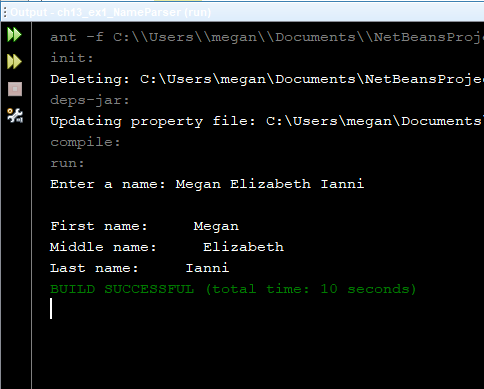 Output - ch13_ex1_NameParser (run)
ant -f C:\\Users\\megan\\Documents\\NetBeansProj
init:
Deleting: C:\Users\megan\Documents\NetBeansProjec
deps-jar:
Updating property file: C:\Users\megan\Documents\
compile:
run:
Enter a name: Megan Elizabeth Ianni
First name:     Megan
Middle name:     Elizabeth
Last name:     Ianni
BUILD SUCCESSFUL (total time: 10 seconds)